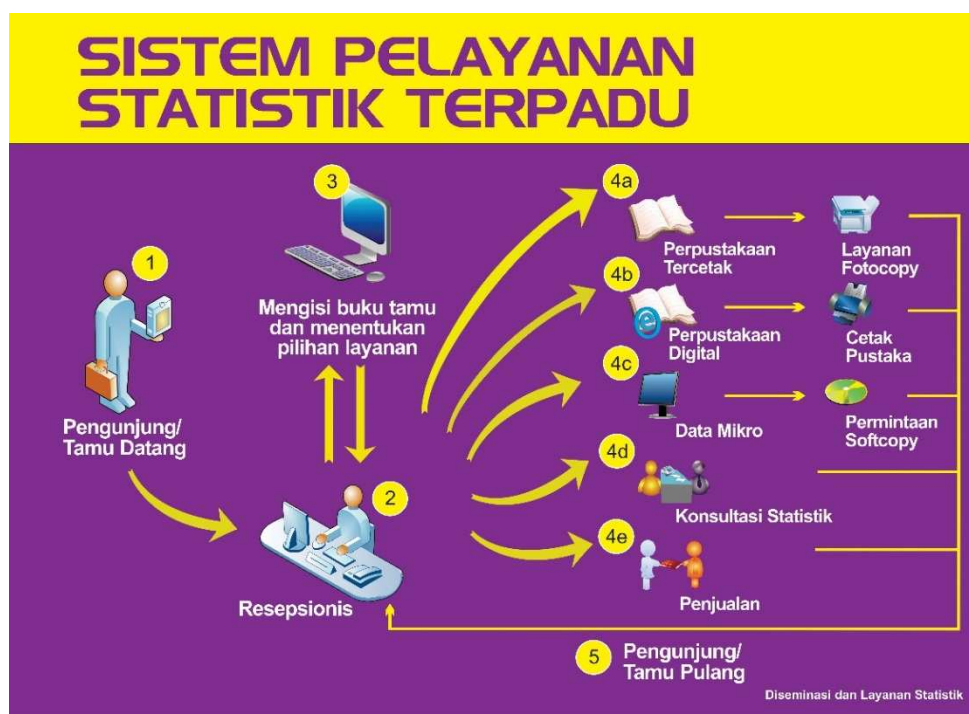 SISTEM PELAYANAN
STATISTIK TERPADU
1
Pengunjung/
Tamu Datang
2
Resepsionis
3
Mengisi buku tamu
dan menentukan
pilihan layanan
4a
Perpustakaan
Tercetak
Layanan
Fotocopy
4b
e
Perpustakaan
Digital
Cetak
Pustaka
4c
Data Mikro
Permintaan
Softcopy
4d
Konsultasi Statistik
4e
Penjualan
5
Pengunjung/
Tamu Pulang
Diseminasi dan Layanan Statistik